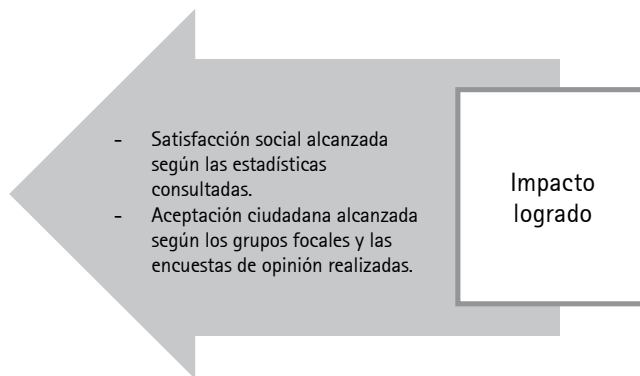 - Satisfacción social alcanzada
según las estadísticas
consultadas.
- Aceptación ciudadana alcanzada
según los grupos focales y las
encuestas de opinión realizadas.
Impacto
logrado